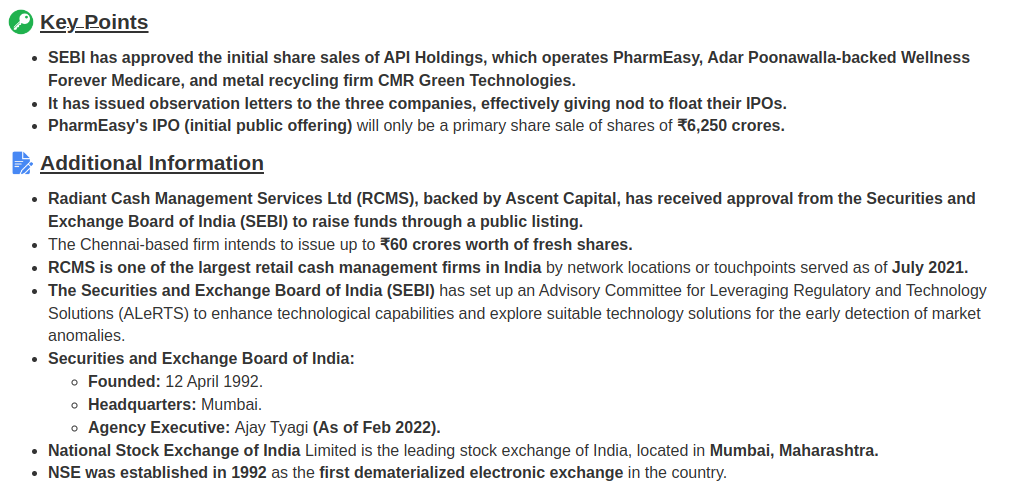 Key Points
SEBI has approved the initial share sales of API Holdings, which operates PharmEasy, Adar Poonawalla-backed Wellness
Forever Medicare, and metal recycling firm CMR Green Technologies.
It has issued observation letters to the three companies, effectively giving nod to float their IPOs.
PharmEasy's IPO (initial public offering) will only be a primary share sale of shares of ₹6,250 crores.
Additional Information
Radiant Cash Management Services Ltd (RCMS), backed by Ascent Capital, has received approval from the Securities and
Exchange Board of India (SEBI) to raise funds through a public listing.
The Chennai-based firm intends to issue up to ₹60 crores worth of fresh shares.
RCMS is one of the largest retail cash management firms in India by network locations or touchpoints served as of July 2021.
The Securities and Exchange Board of India (SEBI) has set up an Advisory Committee for Leveraging Regulatory and Technology
Solutions (ALeRTS) to enhance technological capabilities and explore suitable technology solutions for the early detection of market
anomalies.
Securities and Exchange Board of India:
Founded: 12 April 1992.
Headquarters: Mumbai.
Agency Executive: Ajay Tyagi (As of Feb 2022).
National Stock Exchange of India Limited is the leading stock exchange of India, located in Mumbai, Maharashtra.
NSE was established in 1992 as the first dematerialized electronic exchange in the country.